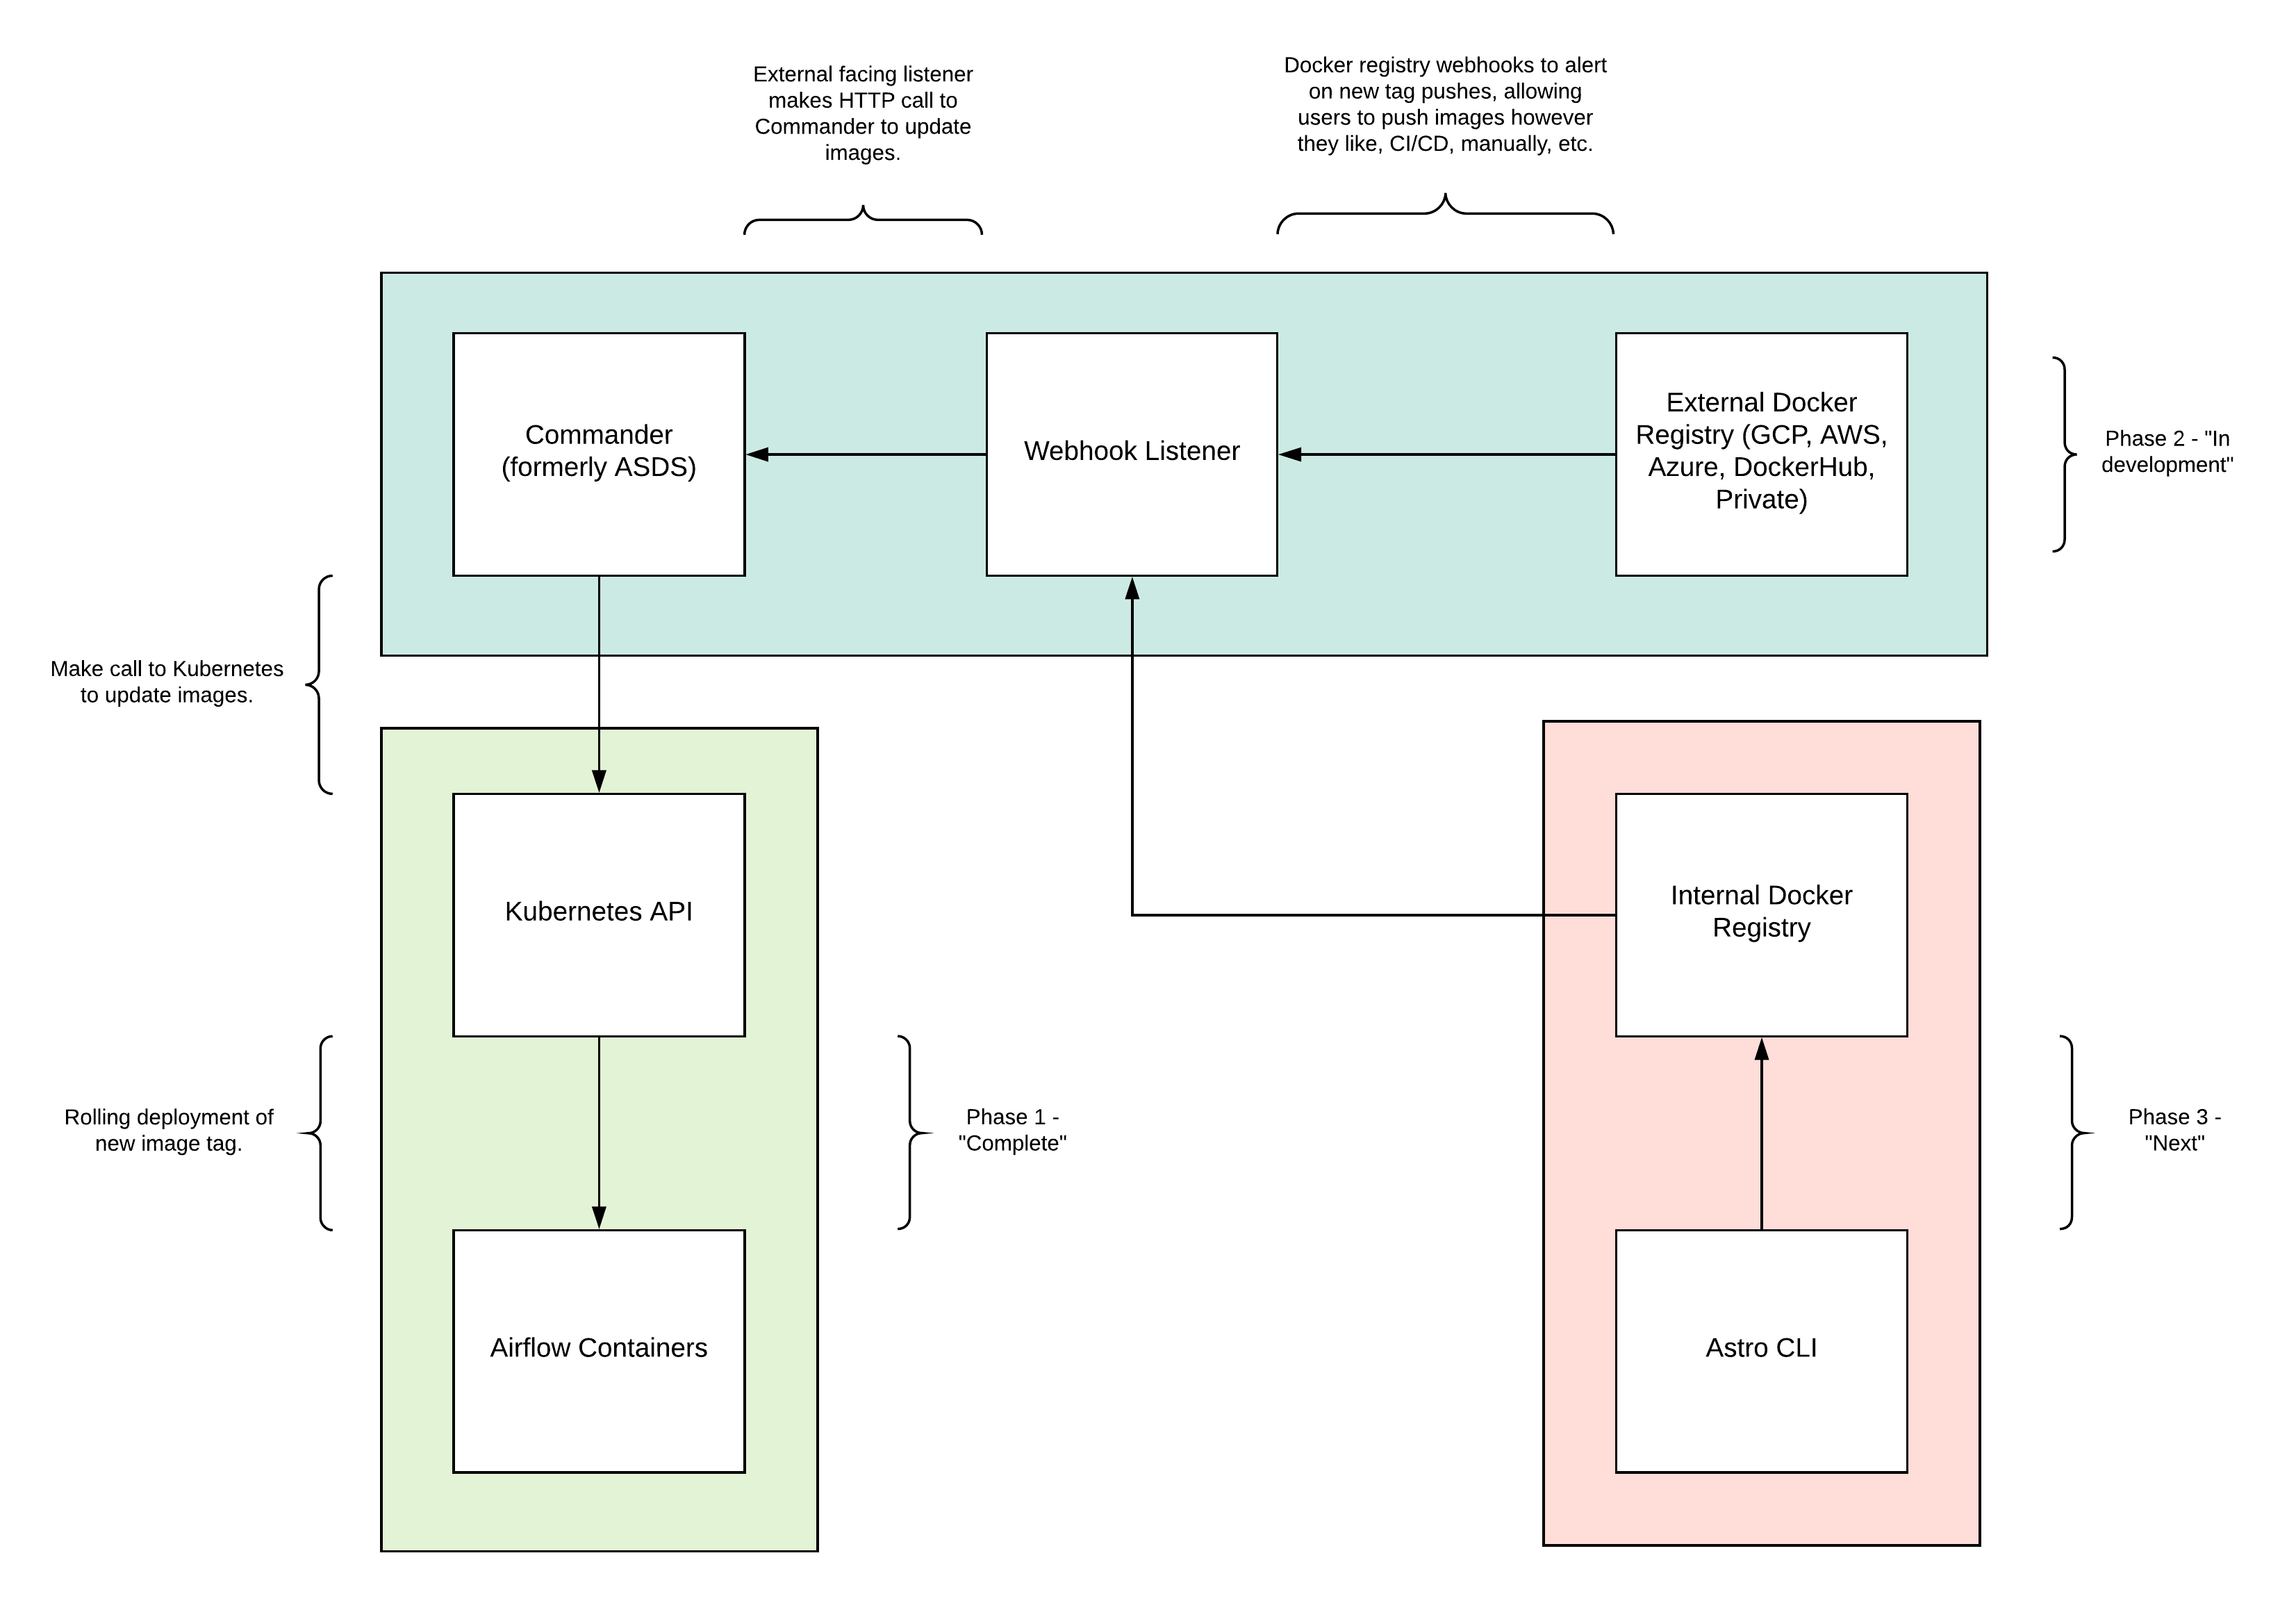 External facing listener
makes HTTP call to
Commander to update
images.
Docker registry webhooks to alert
on new tag pushes, allowing
users to push images however
they like, CI/CD, manually, etc.
Commander
(formerly ASDS)
Webhook Listener
External Docker
Registry (GCP, AWS,
Azure, DockerHub,
Private)
Phase 2 - "In
development"
Make call to Kubernetes
to update images.
Kubernetes API
Internal Docker
Registry
Rolling deployment of
new image tag.
Phase 1 -
"Complete"
Phase 3 -
"Next"
Airflow Containers
Astro CLI